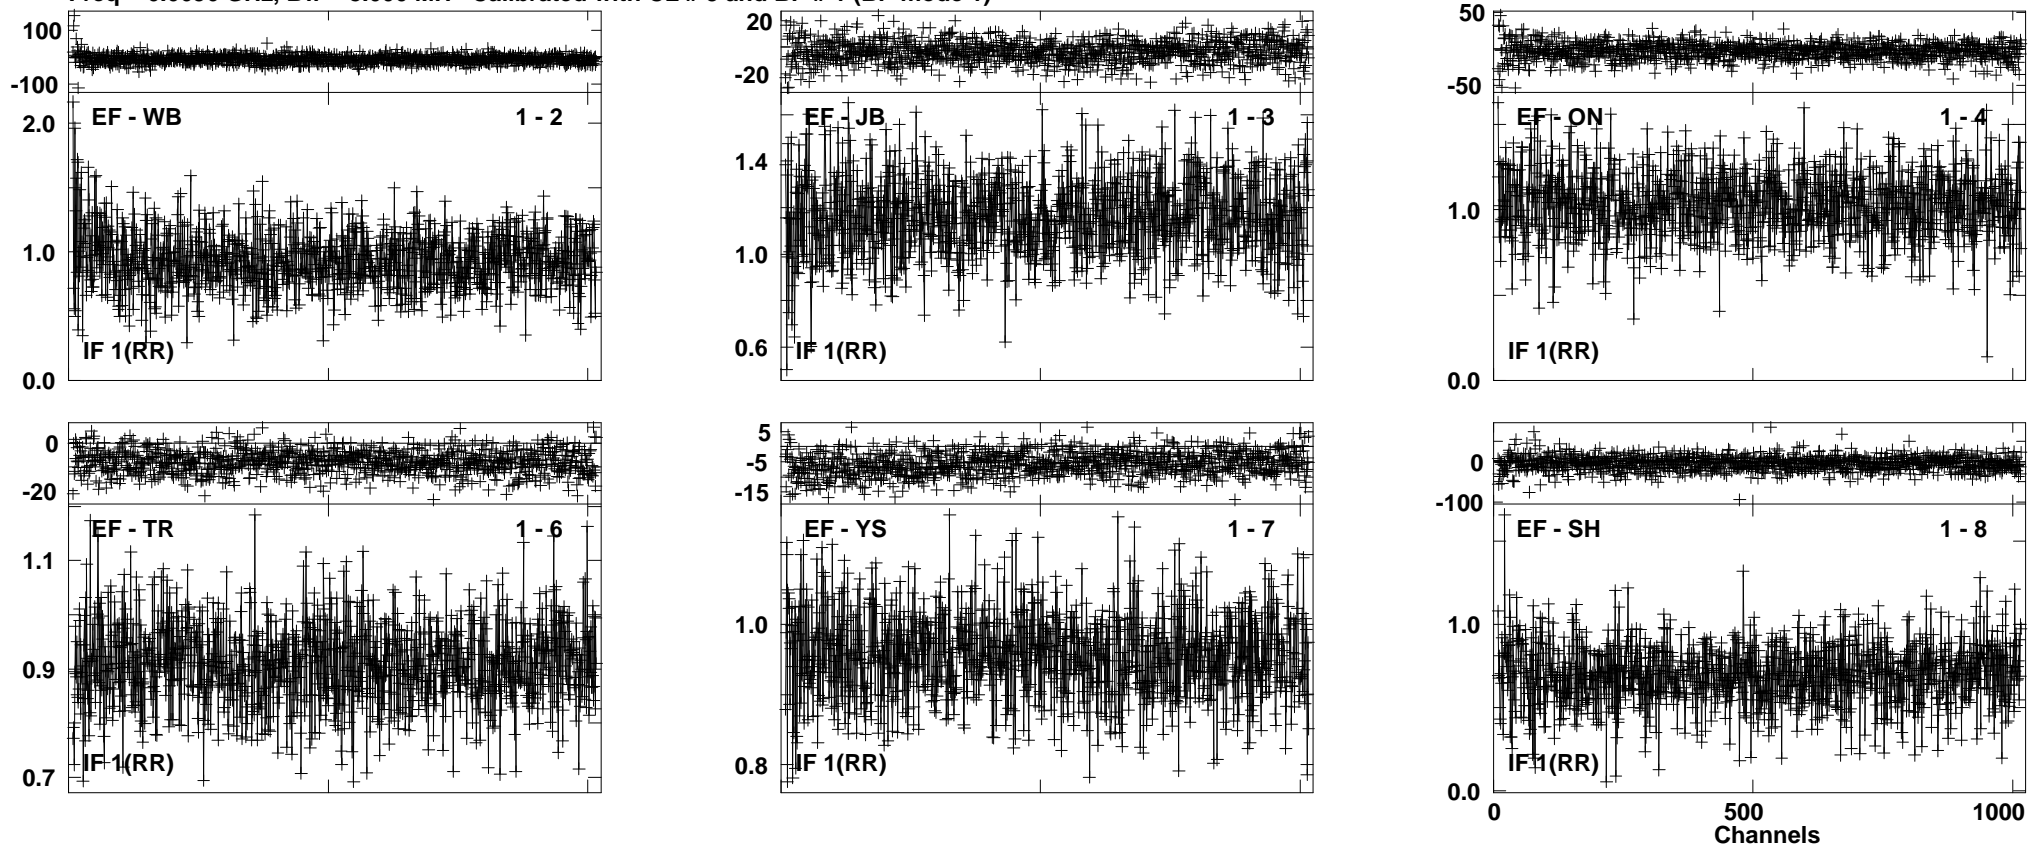 100
-100
EF - WB 1 - 2
2.0
1.0
IF 1(RR)
0.0
20
-20
EF - JB 1 - 3
1.4
1.0
0.6
IF 1(RR)
50
-50
EF - ON 1 - 4
1.0
IF 1(RR)
0.0
0
-20
EF - TR 1 - 6
1.1
0.9
IF 1(RR)
0.7
5
-5
-15
EF - YS 1 - 7
1.0
0.8
IF 1(RR)
0
-100
EF - SH 1 - 8
1.0
IF 1(RR)
0.0
0 500 1000
Channels